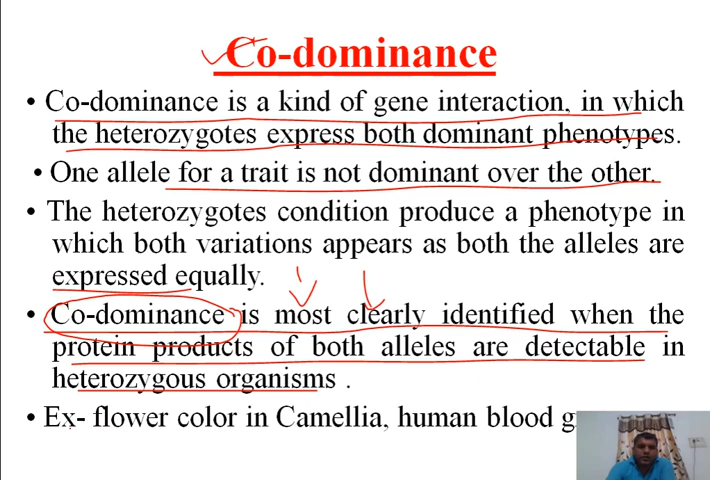 Co-dominance
• Co-dominance is a kind of gene interaction, in which
the heterozygotes express both dominant phenotypes.
• One allele for a trait is not dominant over the other.
• The heterozygotes condition produce a phenotype in
which both variations appears as both the alleles are
expressed equally.
• Co-dominance is most clearly identified when the
protein products of both alleles are detectable in
heterozygous organisms .
• Ex- flower color in Camellia, human blood